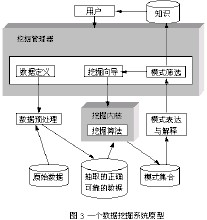 用户
知识
挖掘管理器
数据定义
挖掘向导
模式筛选
数据预处理
挖掘内核
挖掘算法
模式表达
与解释
原始数据
抽取的正确
可靠的数据
模式集合
图 3 一个数据挖掘系统原型